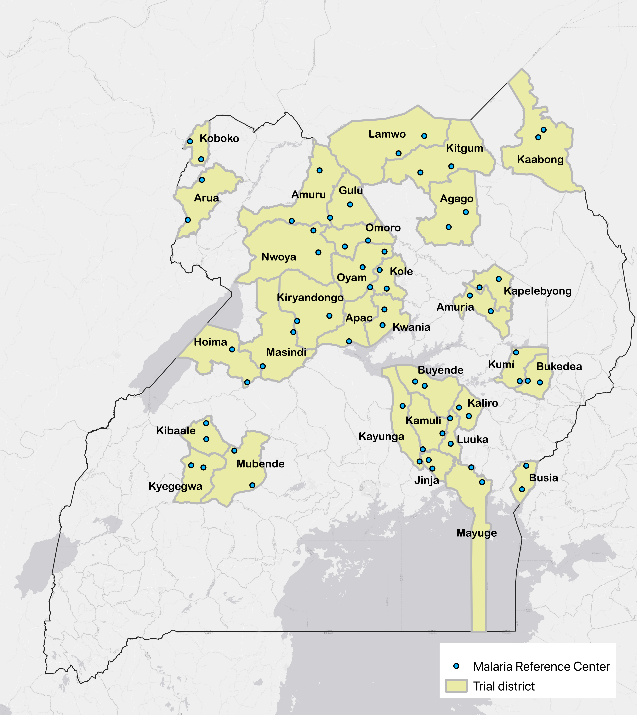 Koboko
Lamwo
Kitgum
Kaabong
Arua
Amuru
Gulu
Agago
Omoro
Nwoya
Oyam
Kole
Kapelebyong
Kiryandongo
Amuria
Apac
Kwania
Hoima
Masindi
Kumi
Bukedea
Buyende
Kaliro
Kamuli
Kibaale
Kayunga
Luuka
Mubende
Kyegegwa
Jinja
Busia
Mayuge
Malaria Reference Center
Trial district